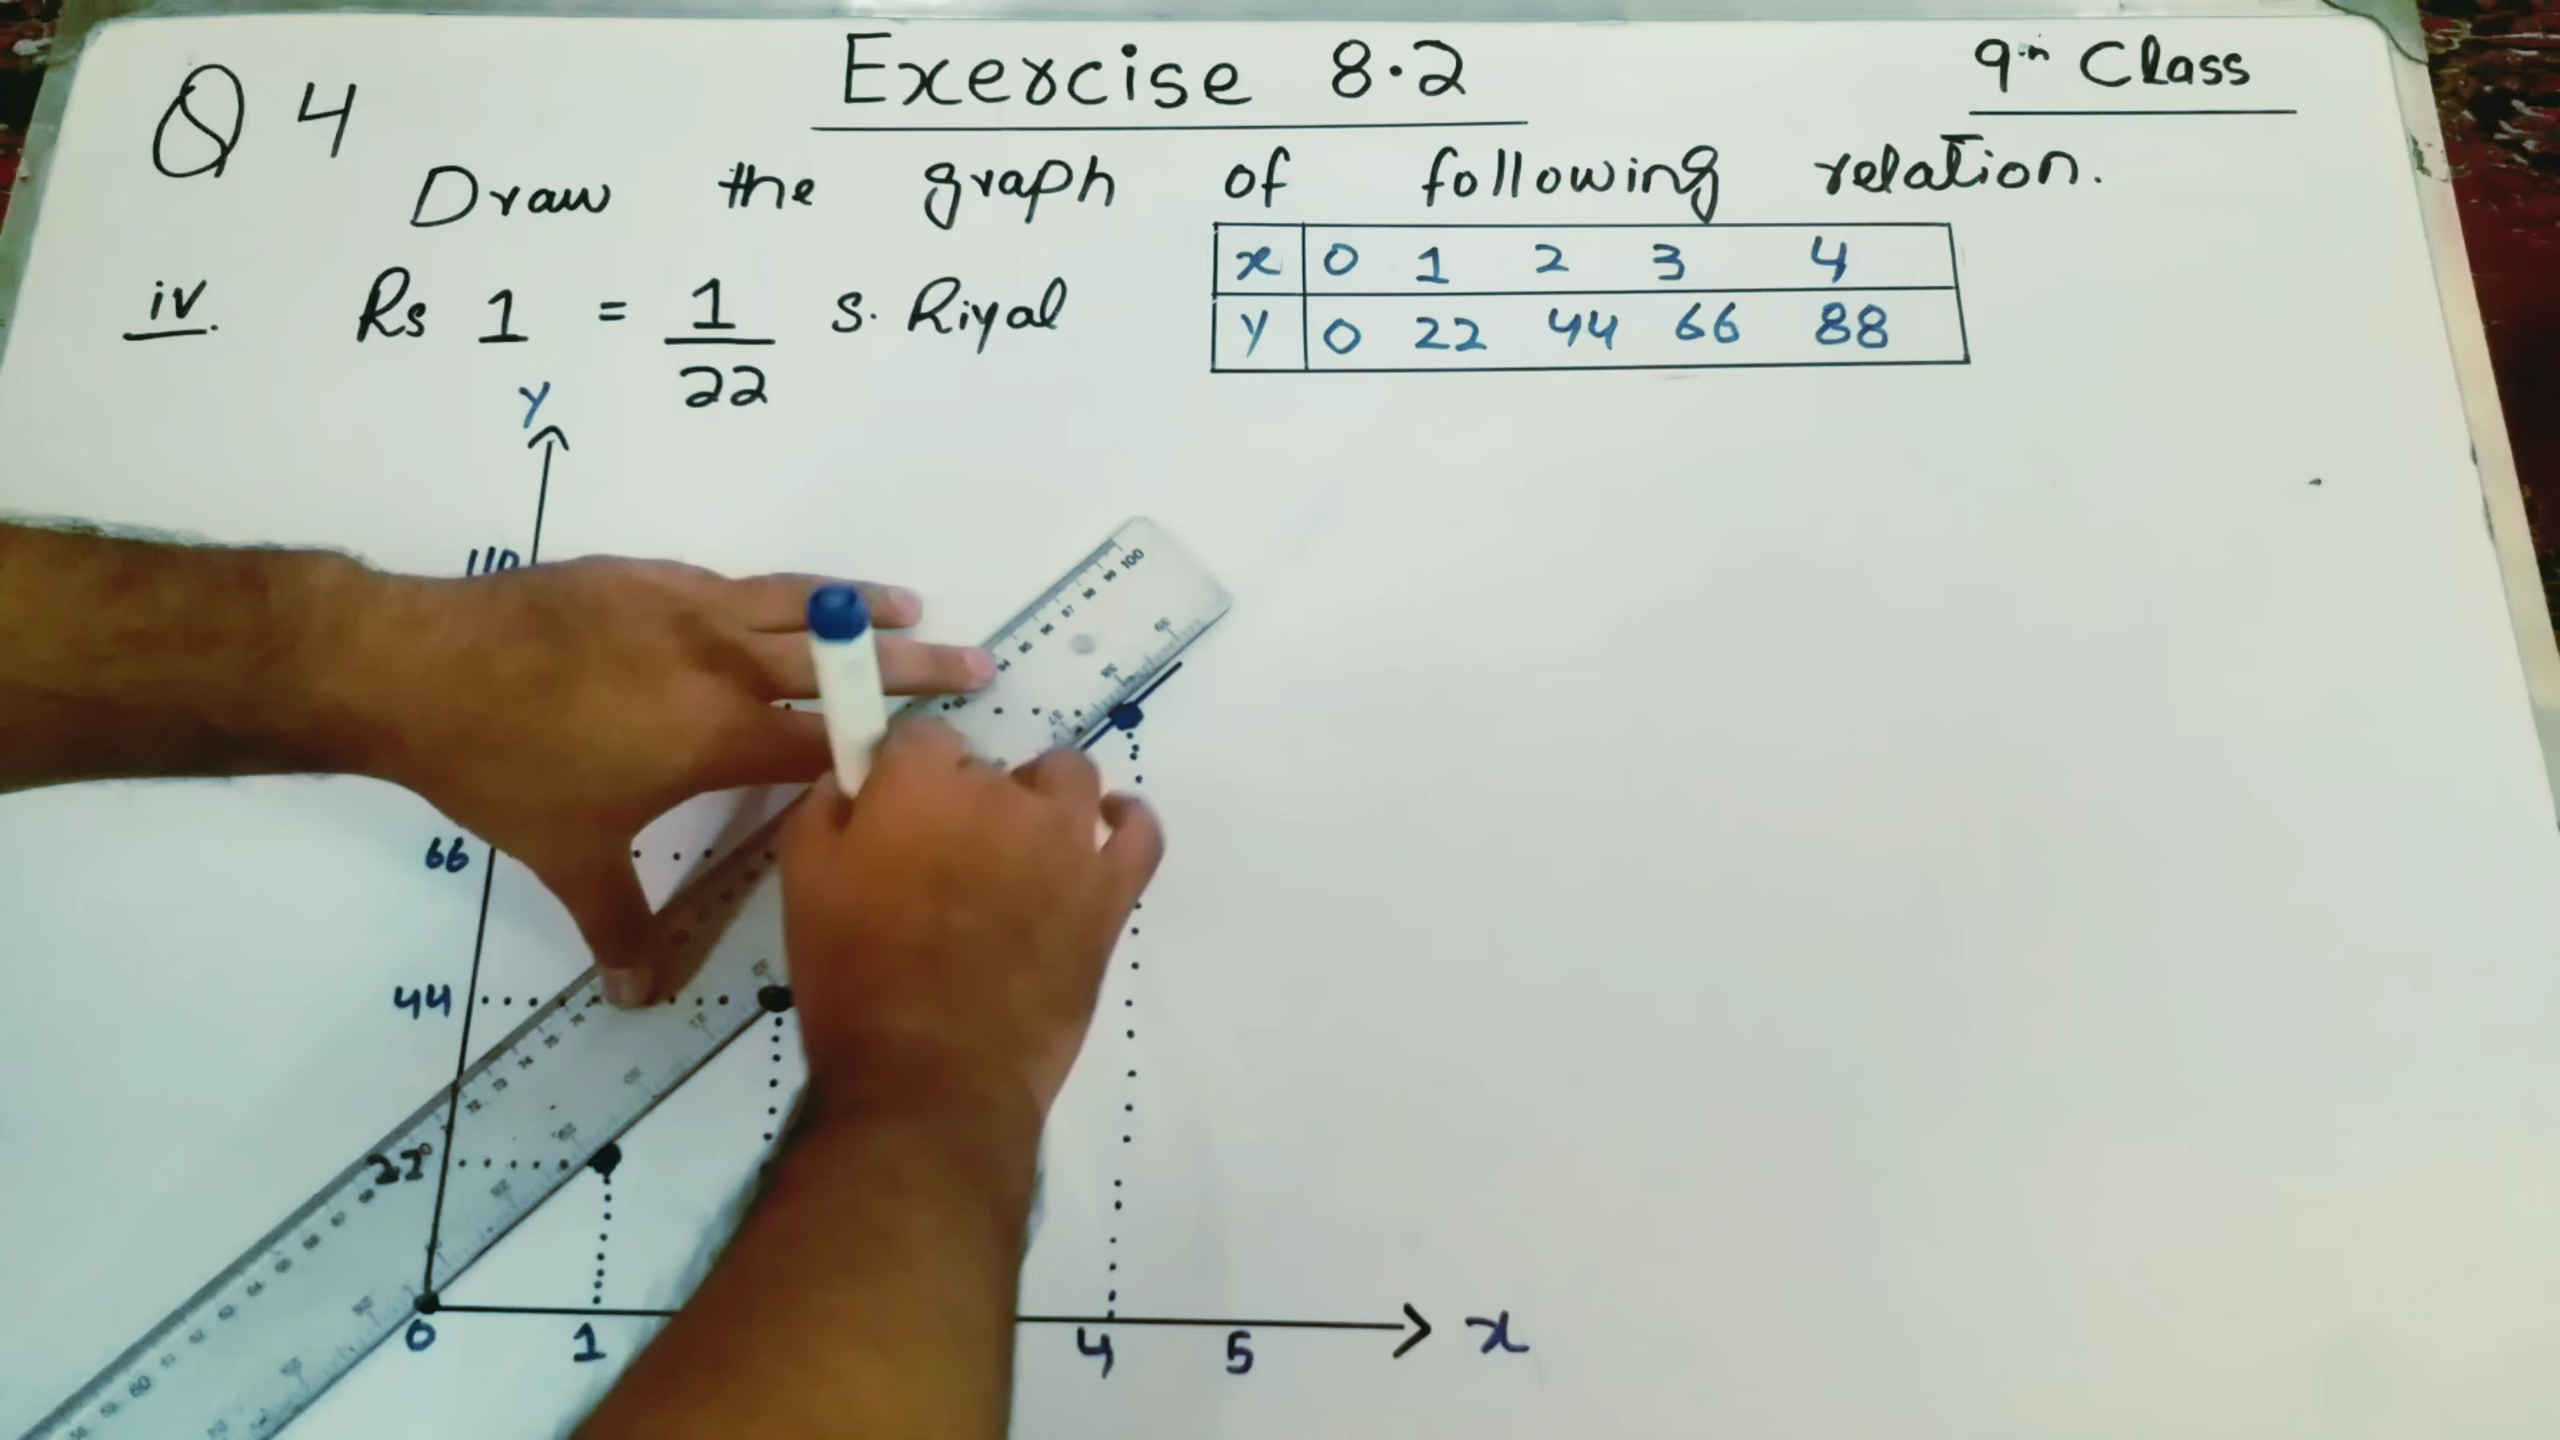 Exercise 8.2
9th Class
Q 4
Draw the graph of following relation.
iv. Rs 1 = 1/22 S. Riyal
x 0 1 2 3 4
y 0 22 44 66 88
y
110
66
44
22
0 1 4 5 x